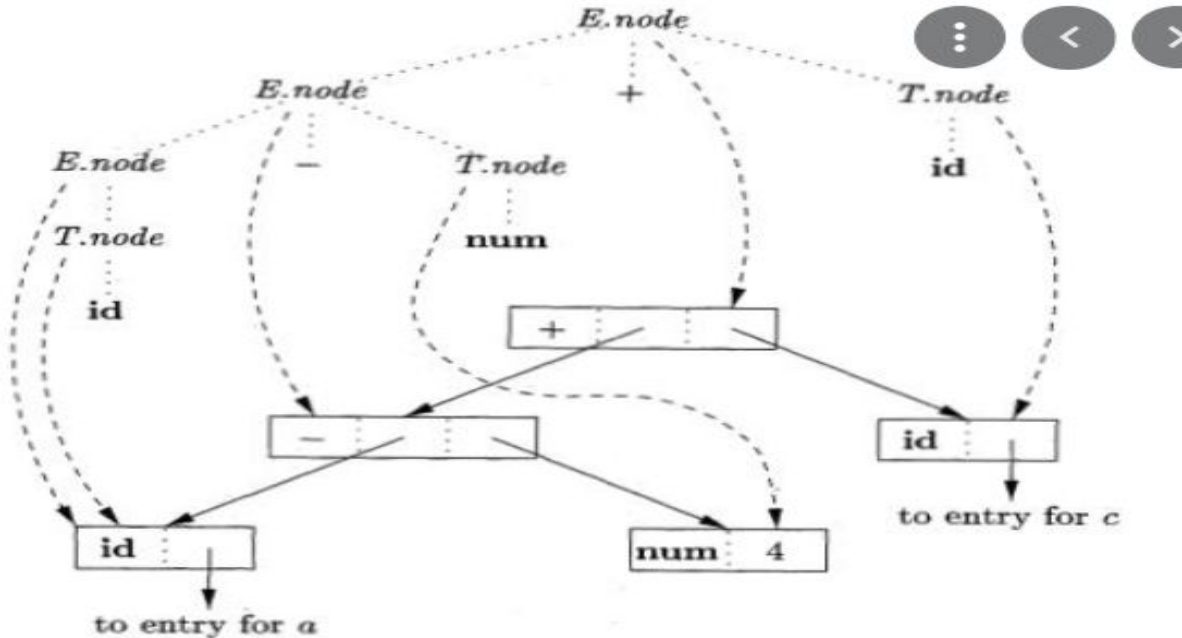 E.node
E.node + T.node
E.node − T.node id
T.node num
id
+
− id
to entry for c
id num 4
to entry for a